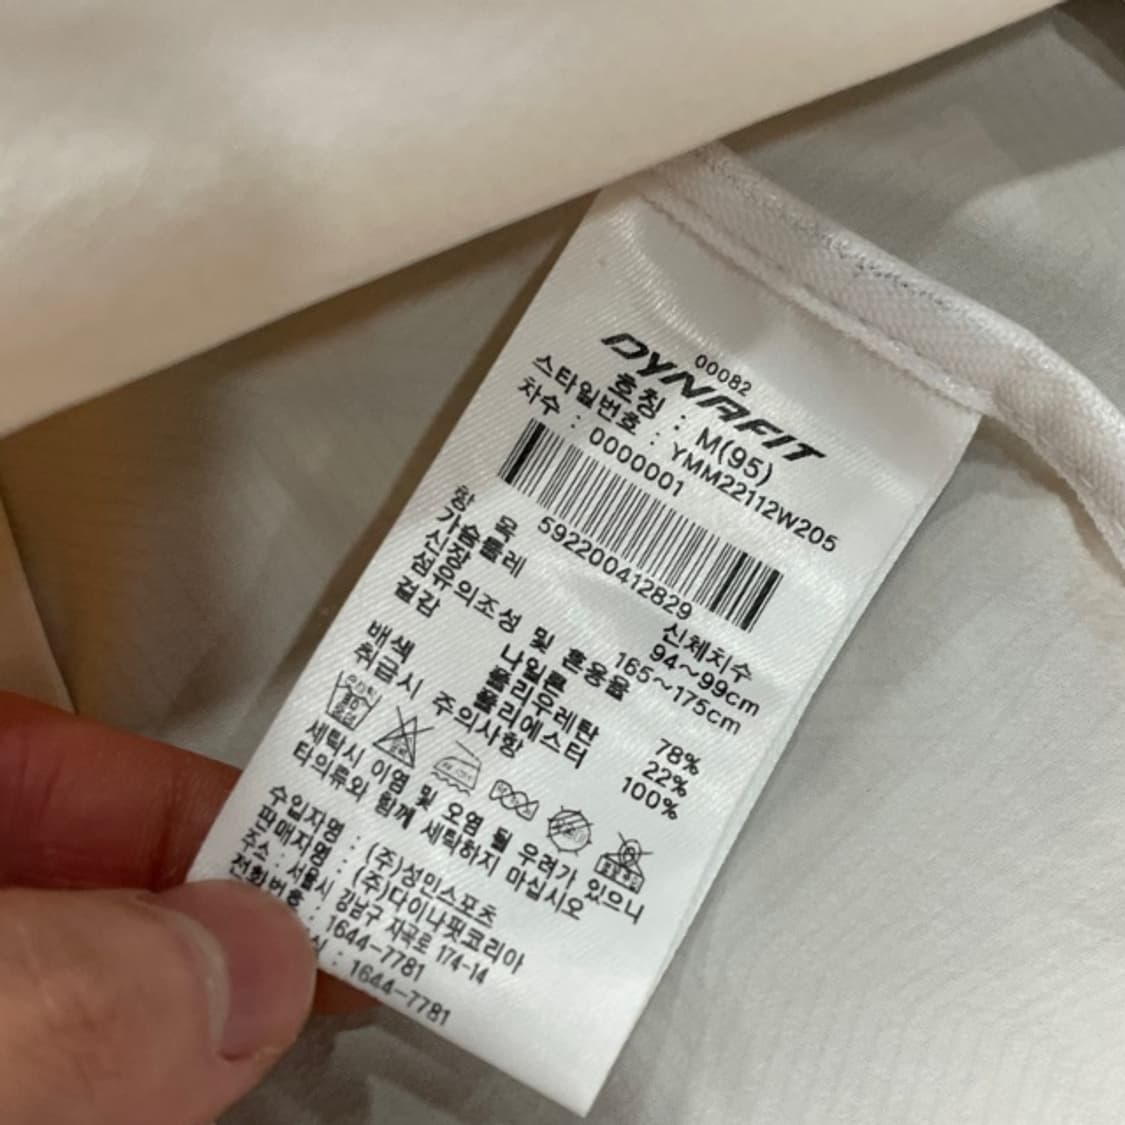 00082
DYNAFIT
호칭 : M(95)
스타일번호 : YMM22112W205
차수 : 0000001
592200412829
항 목 신체치수
가슴둘레 94~99cm
신장 165~175cm
섬유의조성 및 혼용율
겉감 나일론 78%
폴리우레탄 22%
배색 폴리에스터 100%
취급시 주의사항
세탁시 이염 및 오염 될 우려가 있으니
타의류와 함께 세탁하지 마십시오
수입자명 : (주)성민스포츠
판매자명 : (주)다이나핏코리아
주소 : 서울시 강남구 자곡로 174-14
전화번호 : 1644-7781
: 1644-7781